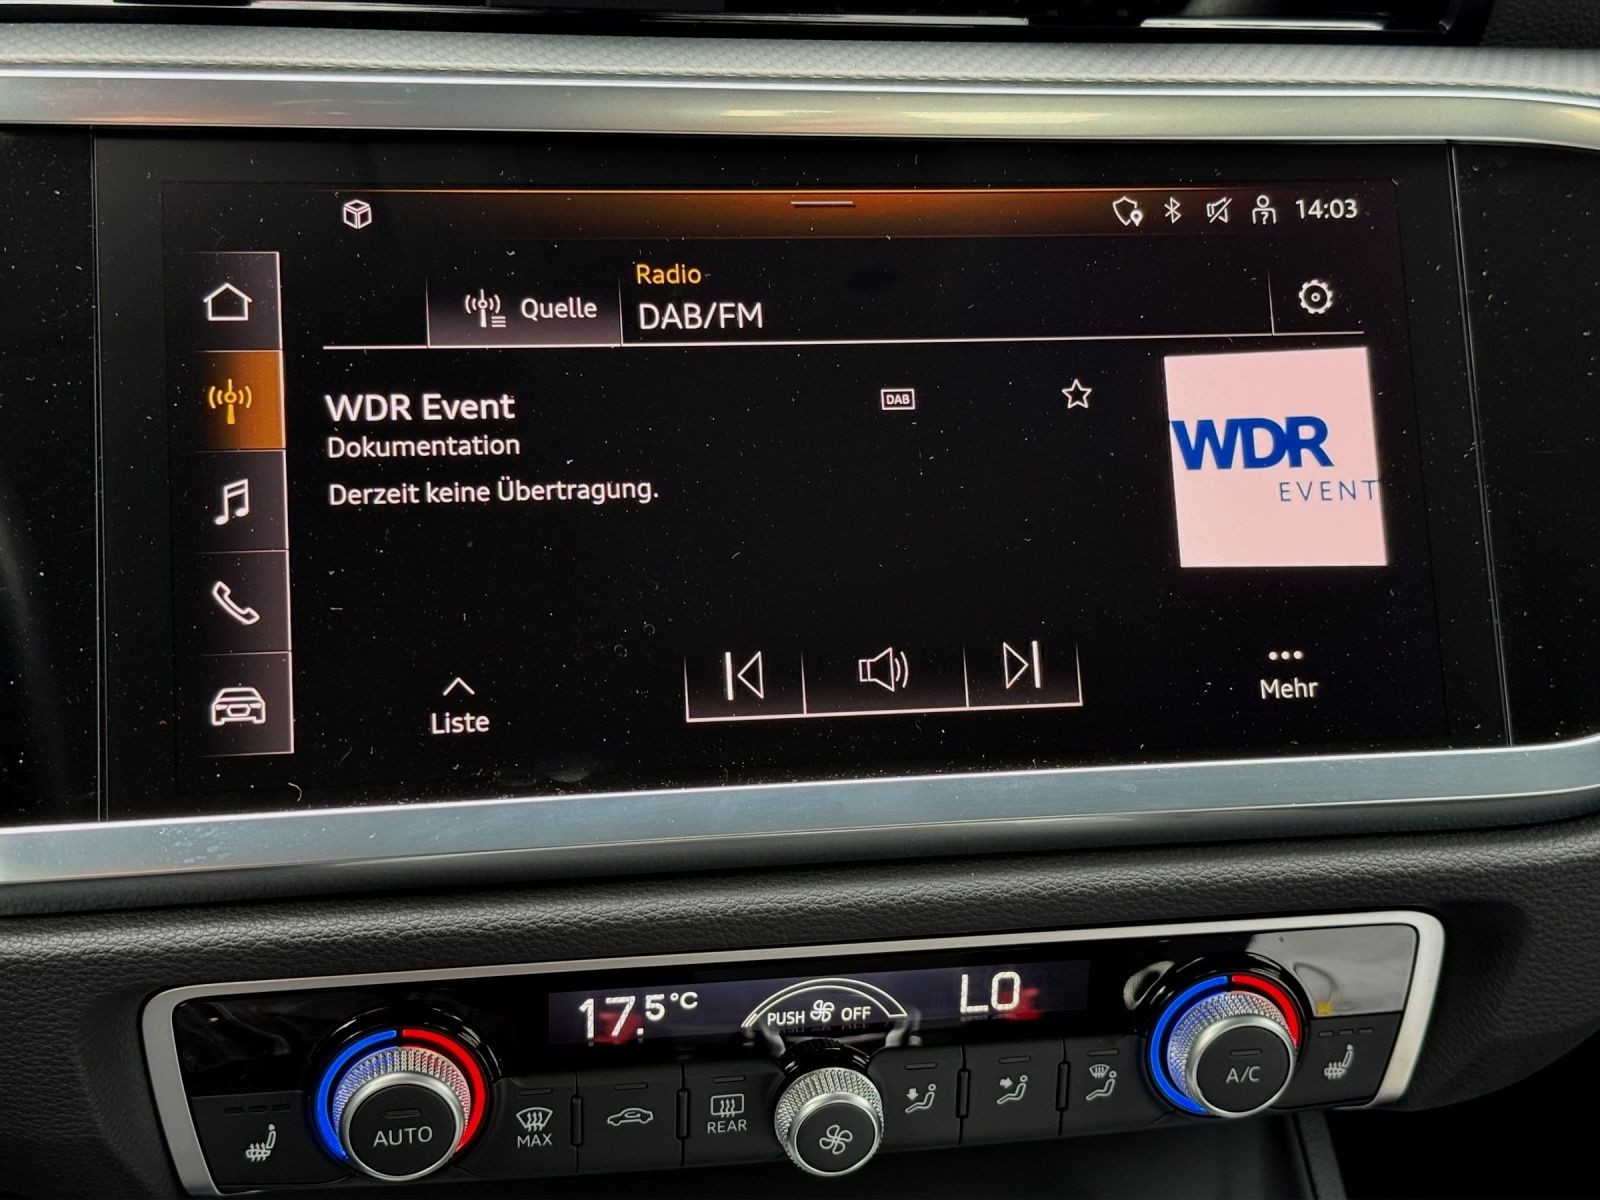 14:03
Radio
Quelle
DAB/FM
WDR Event
DAB
Dokumentation
Derzeit keine Übertragung.
WDR
EVENT
Liste
Mehr
17.5°C
PUSH OFF
LO
AUTO
MAX
REAR
A/C